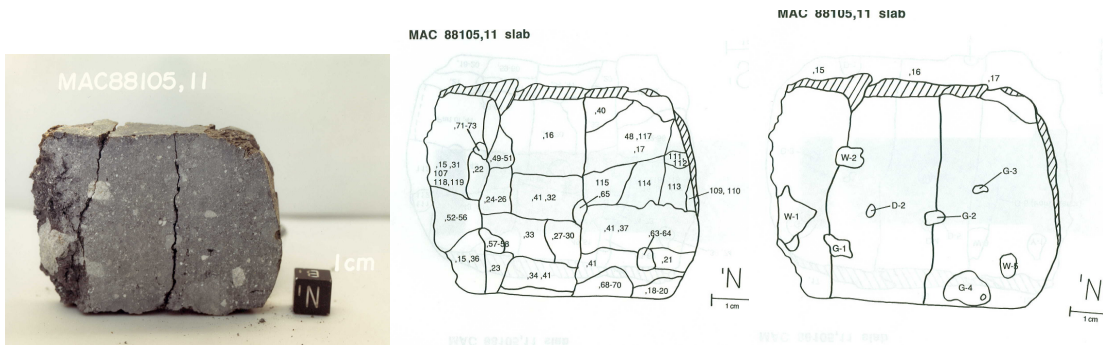 MAC88105,11
1cm
'N
MAC 88105,11 slab
,71-73
,40
,16
48 ,117
,17
,15 ,31
107
118,119
,22
,49-51
111,
112
115
114
113
,65
109, 110
,24-26
,41 ,32
,52-56
,33
,27-30
,41 ,37
,63-64
,57-58
,15 ,36
,23
,34 ,41
,41
,21
,68-70
,18-20
'N
1 cm
MAC 88105,11 slab
,15
,16
,17
W-2
G-3
W-1
D-2
G-2
G-1
W-5
G-4
'N
1 cm